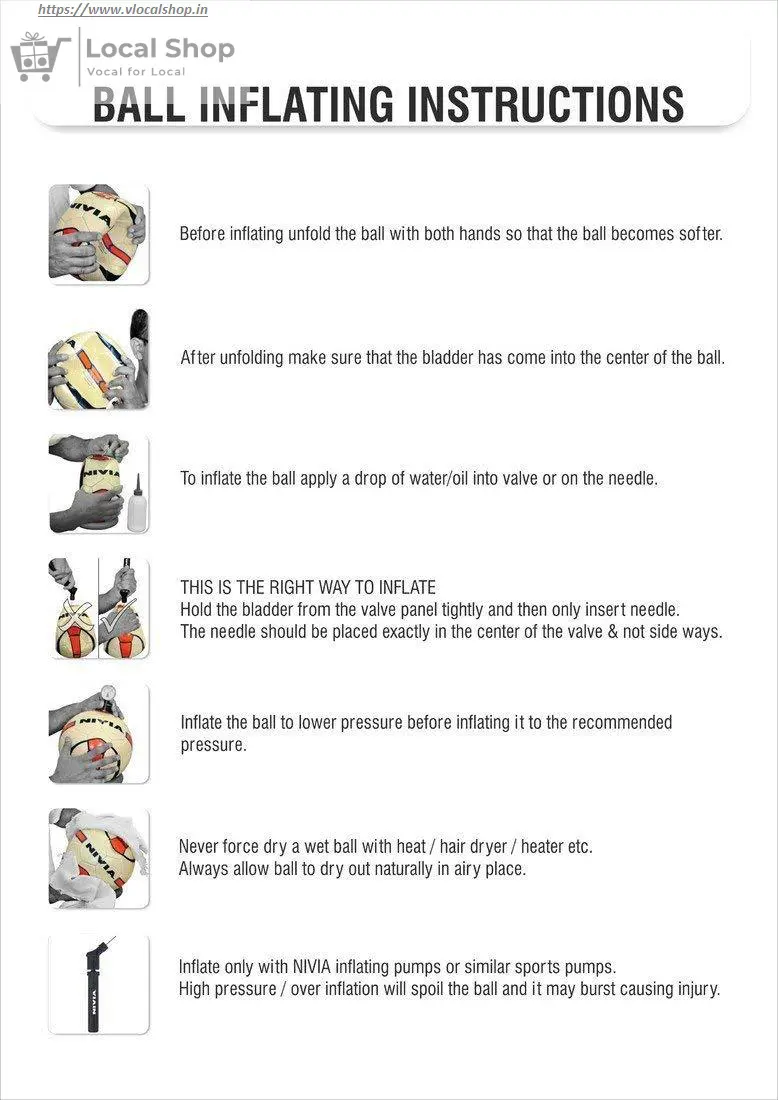 https://www.vlocalshop.in
Local Shop
Vocal for Local
BALL INFLATING INSTRUCTIONS
NIVIA
Before inflating unfold the ball with both hands so that the ball becomes softer.
After unfolding make sure that the bladder has come into the center of the ball.
NIVIA
To inflate the ball apply a drop of water/oil into valve or on the needle.
THIS IS THE RIGHT WAY TO INFLATE
Hold the bladder from the valve panel tightly and then only insert needle.
The needle should be placed exactly in the center of the valve & not side ways.
NIVIA
Inflate the ball to lower pressure before inflating it to the recommended
pressure.
NIVIA
Never force dry a wet ball with heat / hair dryer / heater etc.
Always allow ball to dry out naturally in airy place.
NIVIA
Inflate only with NIVIA inflating pumps or similar sports pumps.
High pressure / over inflation will spoil the ball and it may burst causing injury.